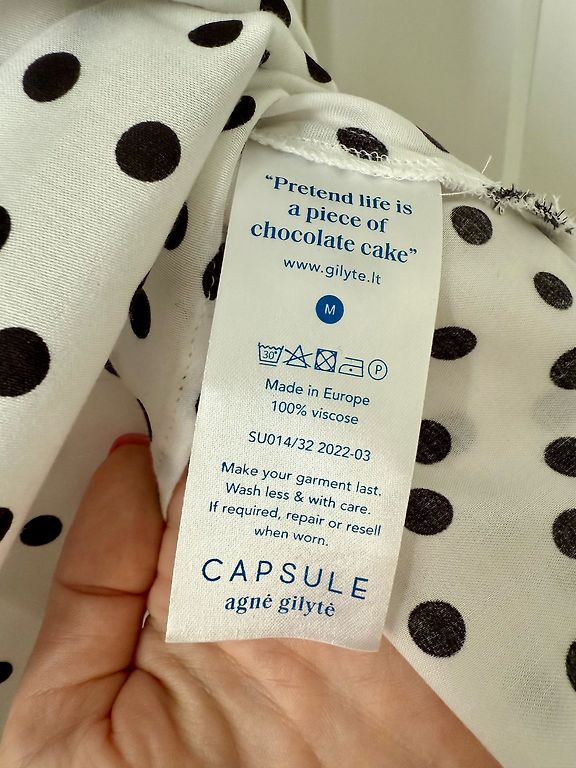 “Pretend life is
a piece of
chocolate cake”
www.gilyte.lt
M
30° P
Made in Europe
100% viscose
SU014/32 2022-03
Make your garment last.
Wash less & with care.
If required, repair or resell
when worn.
CAPSULE
agnė gilytė